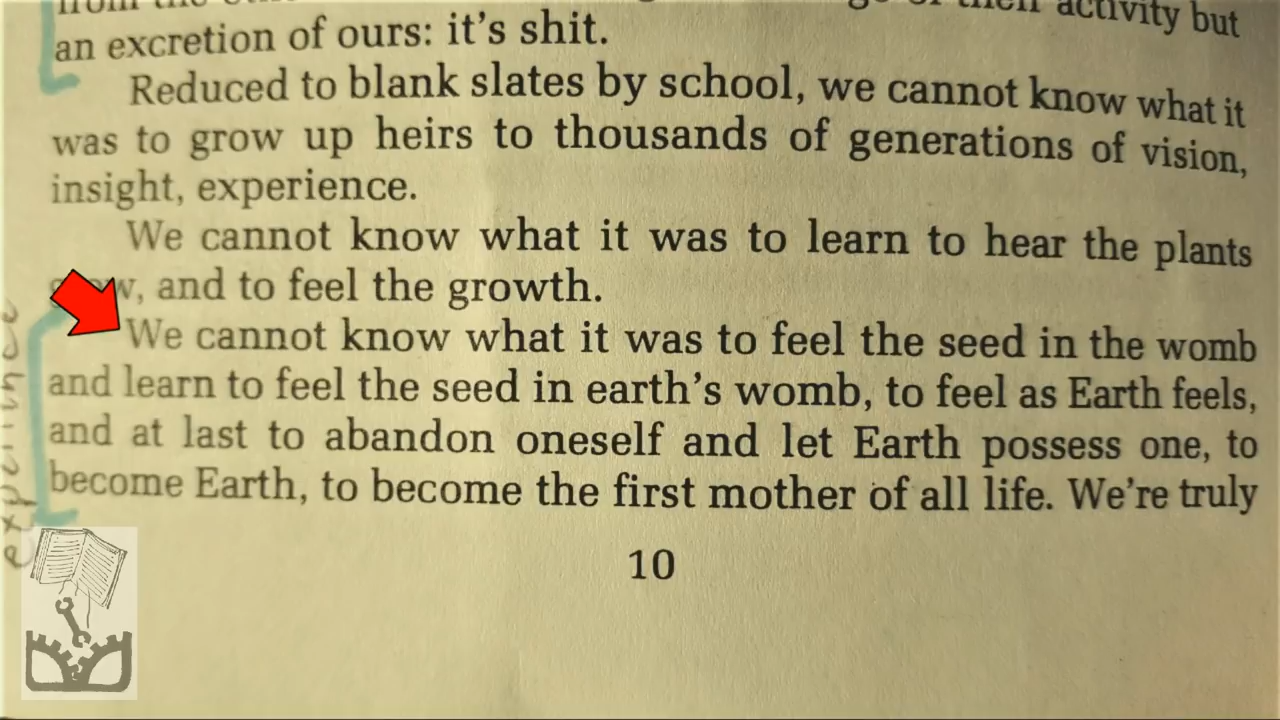 activity but
an excretion of ours: it's shit.
Reduced to blank slates by school, we cannot know what it
was to grow up heirs to thousands of generations of vision,
insight, experience.
We cannot know what it was to learn to hear the plants
and to feel the growth.
We cannot know what it was to feel the seed in the womb
and learn to feel the seed in earth's womb, to feel as Earth feels,
and at last to abandon oneself and let Earth possess one, to
become Earth, to become the first mother of all life. We're truly
10
experience